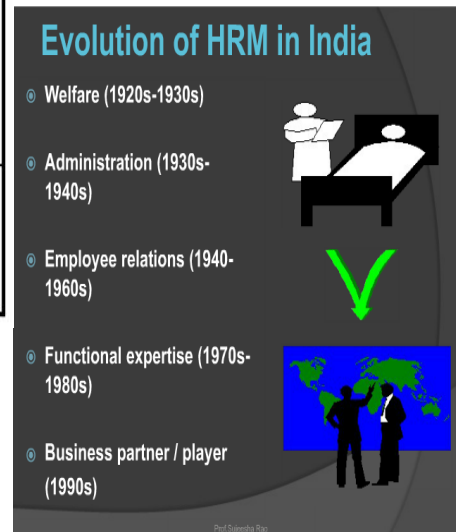 Evolution of HRM in India
Welfare (1920s-1930s)
Administration (1930s-
1940s)
Employee relations (1940-
1960s)
Functional expertise (1970s-
1980s)
Business partner / player
(1990s)
Prof.Sujeesha Rao